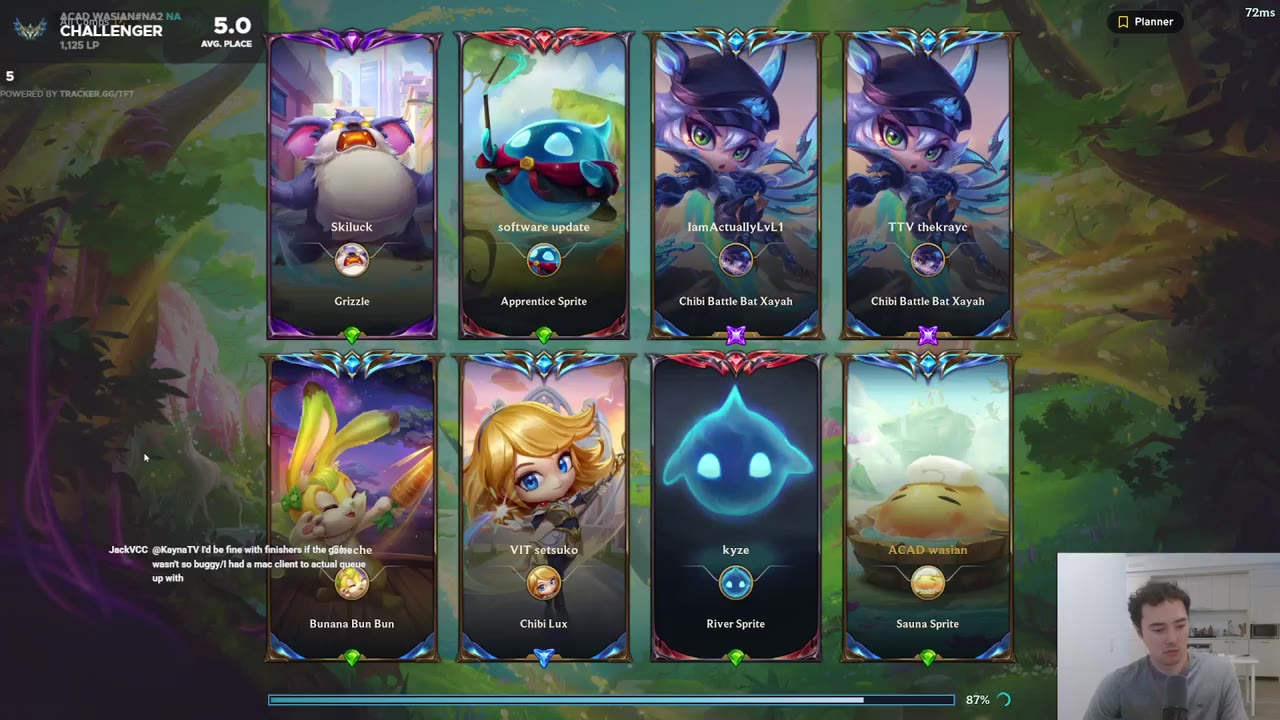 ACAD WASIAN#NA2 NA
CHALLENGER
1,125 LP
5.0
AVG. PLACE
5
POWERED BY TRACKER.GG/TFT
Planner
72ms
Skiluck
Grizzle
software update
Apprentice Sprite
IamActuallyLvL1
Chibi Battle Bat Xayah
TTV thekrayc
Chibi Battle Bat Xayah
Bunana Bun Bun
VIT setsuko
Chibi Lux
kyze
River Sprite
ACAD wasian
Sauna Sprite
JackVCC @KaynaTV I'd be fine with finishers if the game
wasn't so buggy/I had a mac client to actual queue
up with
87%